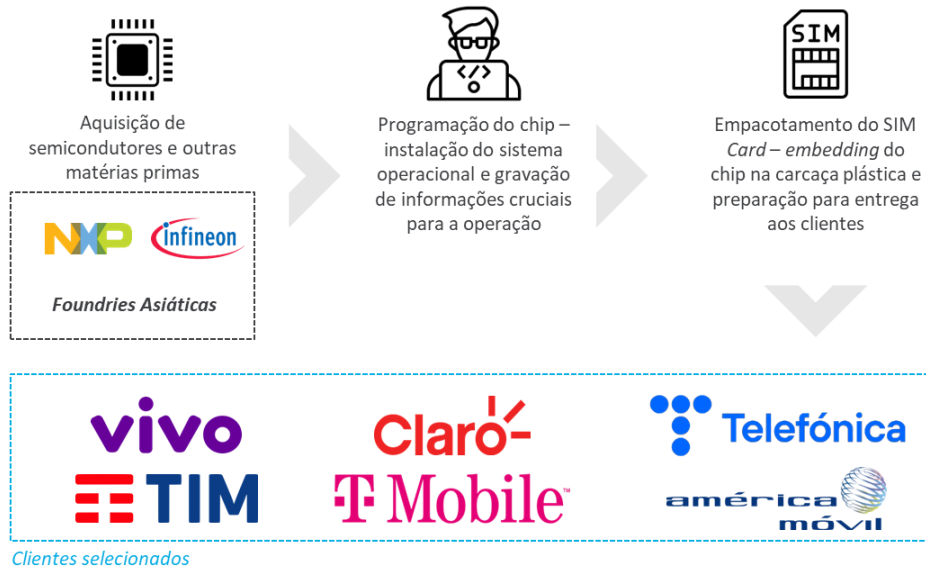 SIM
Aquisição de
semicondutores e outras
matérias primas
NXP
infineon
Foundries Asiáticas
Programação do chip –
instalação do sistema
operacional e gravação
de informações cruciais
para a operação
Empacotamento do SIM
Card – embedding do
chip na carcaça plástica e
preparação para entrega
aos clientes
vivo
Claro
Telefónica
TIM
T Mobile™
américa
móvil
Clientes selecionados